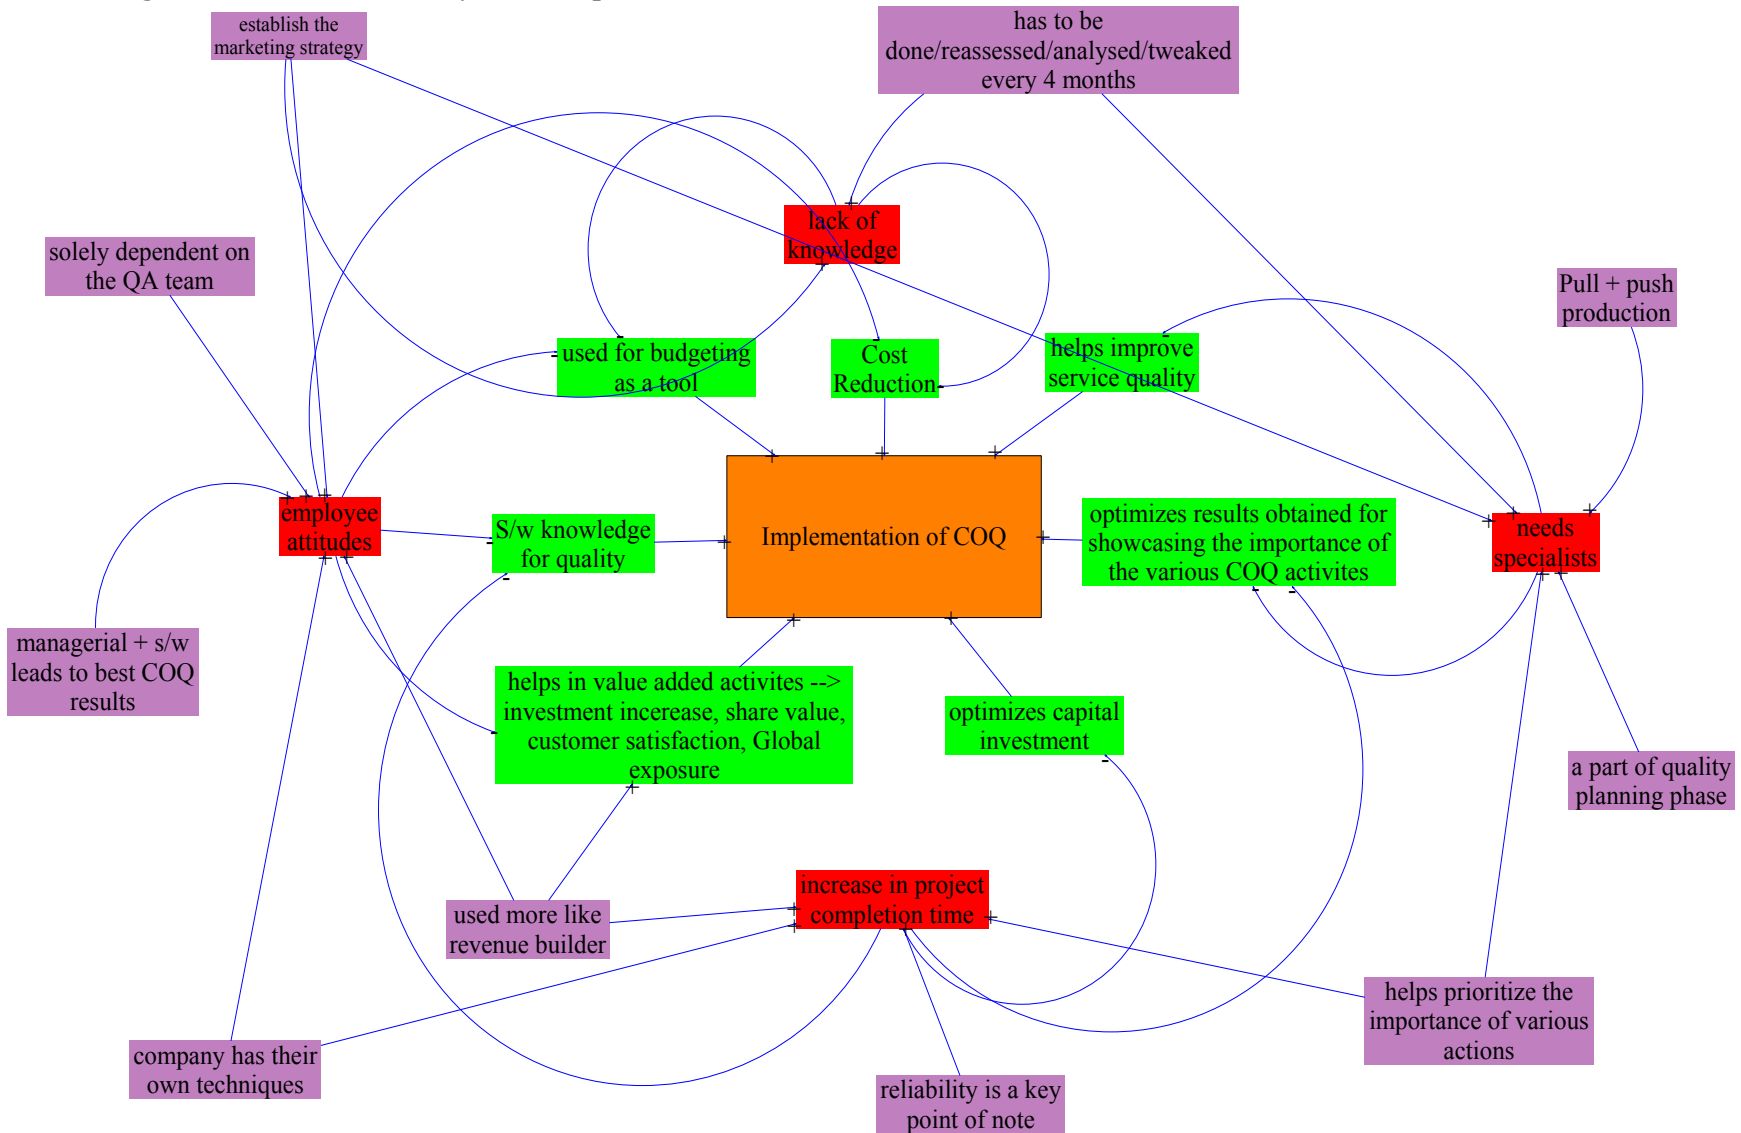 establish the
marketing strategy
has to be
done/reassessed/analysed/tweaked
every 4 months
lack of
knowledge
solely dependent on
the QA team
Pull + push
production
used for budgeting
as a tool
Cost
Reduction
helps improve
service quality
employee
attitudes
S/w knowledge
for quality
Implementation of COQ
optimizes results obtained for
showcasing the importance of
the various COQ activites
needs
specialists
managerial + s/w
leads to best COQ
results
helps in value added activites -->
investment incerease, share value,
customer satisfaction, Global
exposure
optimizes capital
investment
a part of quality
planning phase
increase in project
completion time
used more like
revenue builder
helps prioritize the
importance of various
actions
company has their
own techniques
reliability is a key
point of note